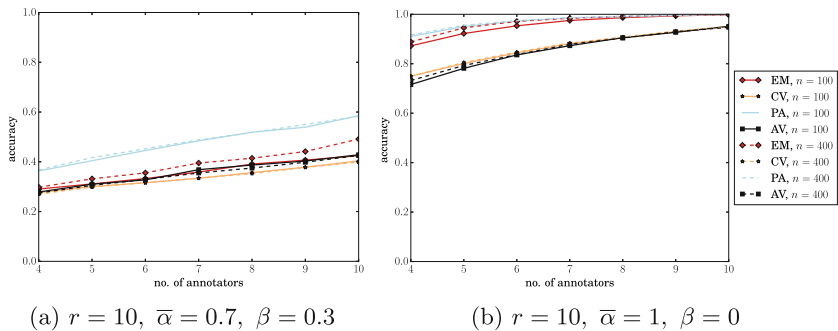 1.0
0.8
0.6
0.4
0.2
0.0
accuracy
4 5 6 7 8 9 10
no. of annotators
(a) r = 10, α̅ = 0.7, β = 0.3
1.0
0.8
0.6
0.4
0.2
0.0
accuracy
4 5 6 7 8 9 10
no. of annotators
(b) r = 10, α̅ = 1, β = 0
EM, n = 100
CV, n = 100
PA, n = 100
AV, n = 100
EM, n = 400
CV, n = 400
PA, n = 400
AV, n = 400